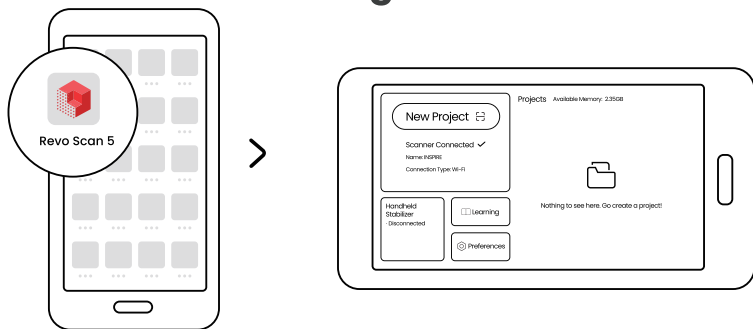 Revo Scan 5
New Project
Scanner Connected
Name: INSPIRE
Connection Type: Wi-Fi
Handheld
Stabilizer
· Disconnected
Learning
Preferences
Projects Available Memory: 2.35GB
Nothing to see here. Go create a project!